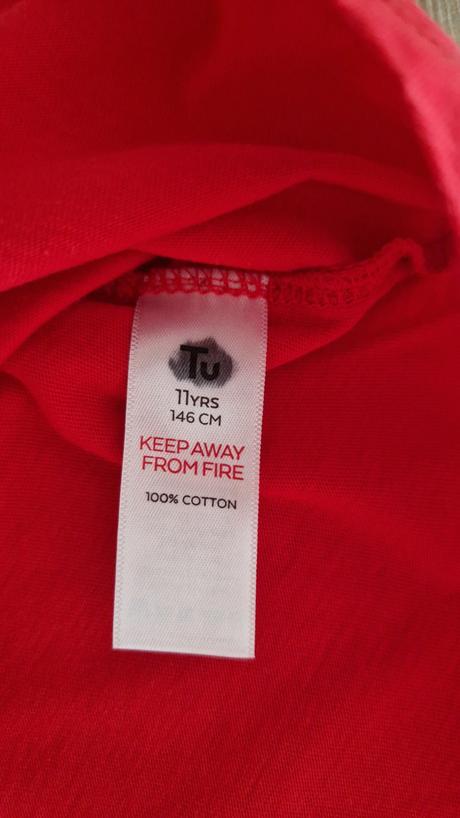 Tu
11YRS
146 CM
KEEP AWAY
FROM FIRE
100% COTTON